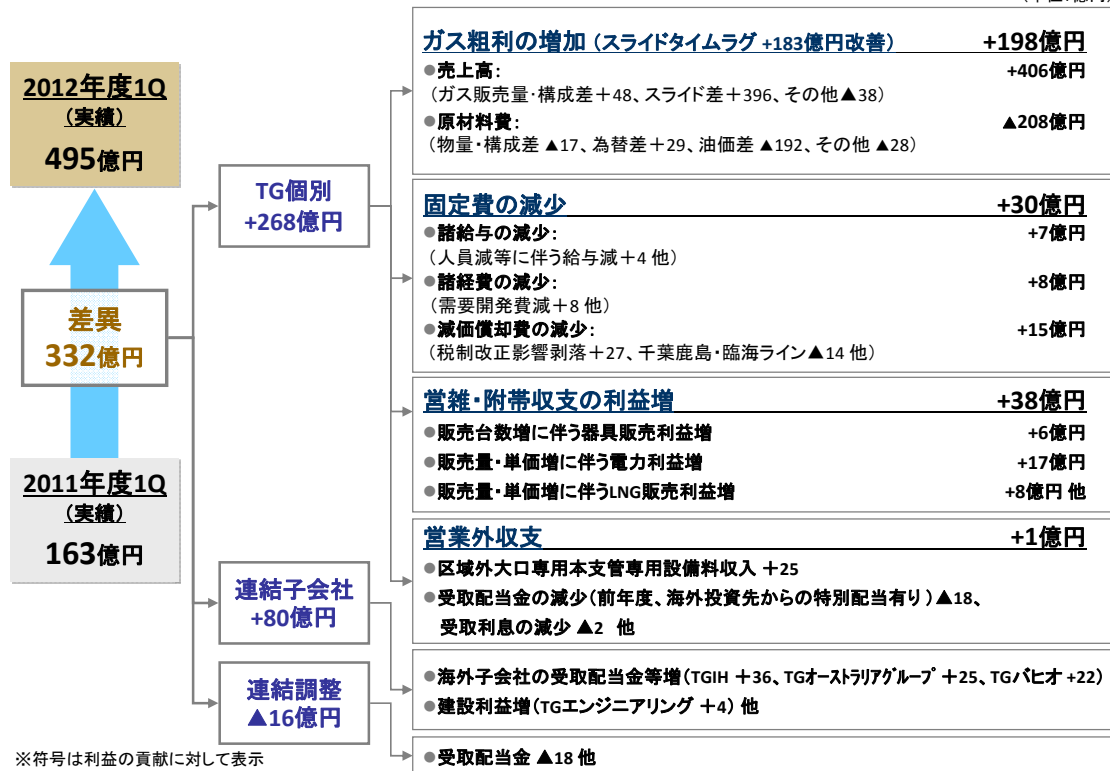 2012年度1Q
（実績）
495億円
差異
332億円
2011年度1Q
（実績）
163億円
TG個別
+268億円
連結子会社
+80億円
連結調整
▲16億円
ガス粗利の増加（スライドタイムラグ +183億円改善） +198億円
●売上高： +406億円
（ガス販売量・構成差＋48、スライド差＋396、その他▲38）
●原材料費： ▲208億円
（物量・構成差 ▲17、為替差＋29、油価差 ▲192、その他 ▲28）
固定費の減少 +30億円
●諸給与の減少： +7億円
（人員減等に伴う給与減＋4 他）
●諸経費の減少： +8億円
（需要開発費減＋8 他）
●減価償却費の減少： +15億円
（税制改正影響剥落＋27、千葉鹿島・臨海ライン▲14 他）
営雑・附帯収支の利益増 +38億円
●販売台数増に伴う器具販売利益増 +6億円
●販売量・単価増に伴う電力利益増 +17億円
●販売量・単価増に伴うLNG販売利益増 +8億円 他
営業外収支 +1億円
●区域外大口専用本支管専用設備料収入 ＋25
●受取配当金の減少（前年度、海外投資先からの特別配当有り）▲18、
受取利息の減少 ▲2 他
●海外子会社の受取配当金等増（TGIH ＋36、TGオーストラリアグループ ＋25、TGバヒオ +22）
●建設利益増（TGエンジニアリング ＋4） 他
●受取配当金 ▲18 他
※符号は利益の貢献に対して表示